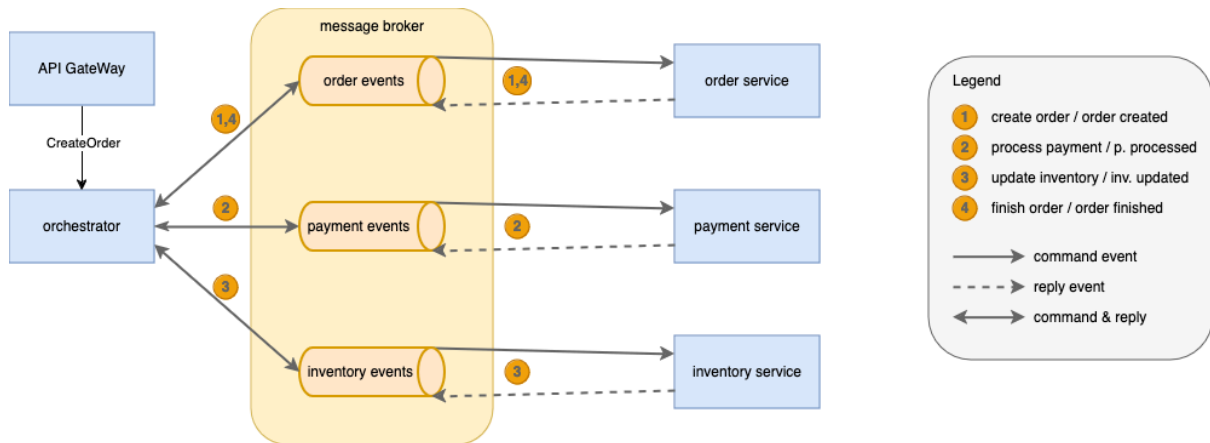 message broker
API GateWay
order events
1,4
order service
1,4
CreateOrder
orchestrator
2
payment events
2
payment service
3
inventory events
3
inventory service
Legend
1 create order / order created
2 process payment / p. processed
3 update inventory / inv. updated
4 finish order / order finished
command event
reply event
command & reply